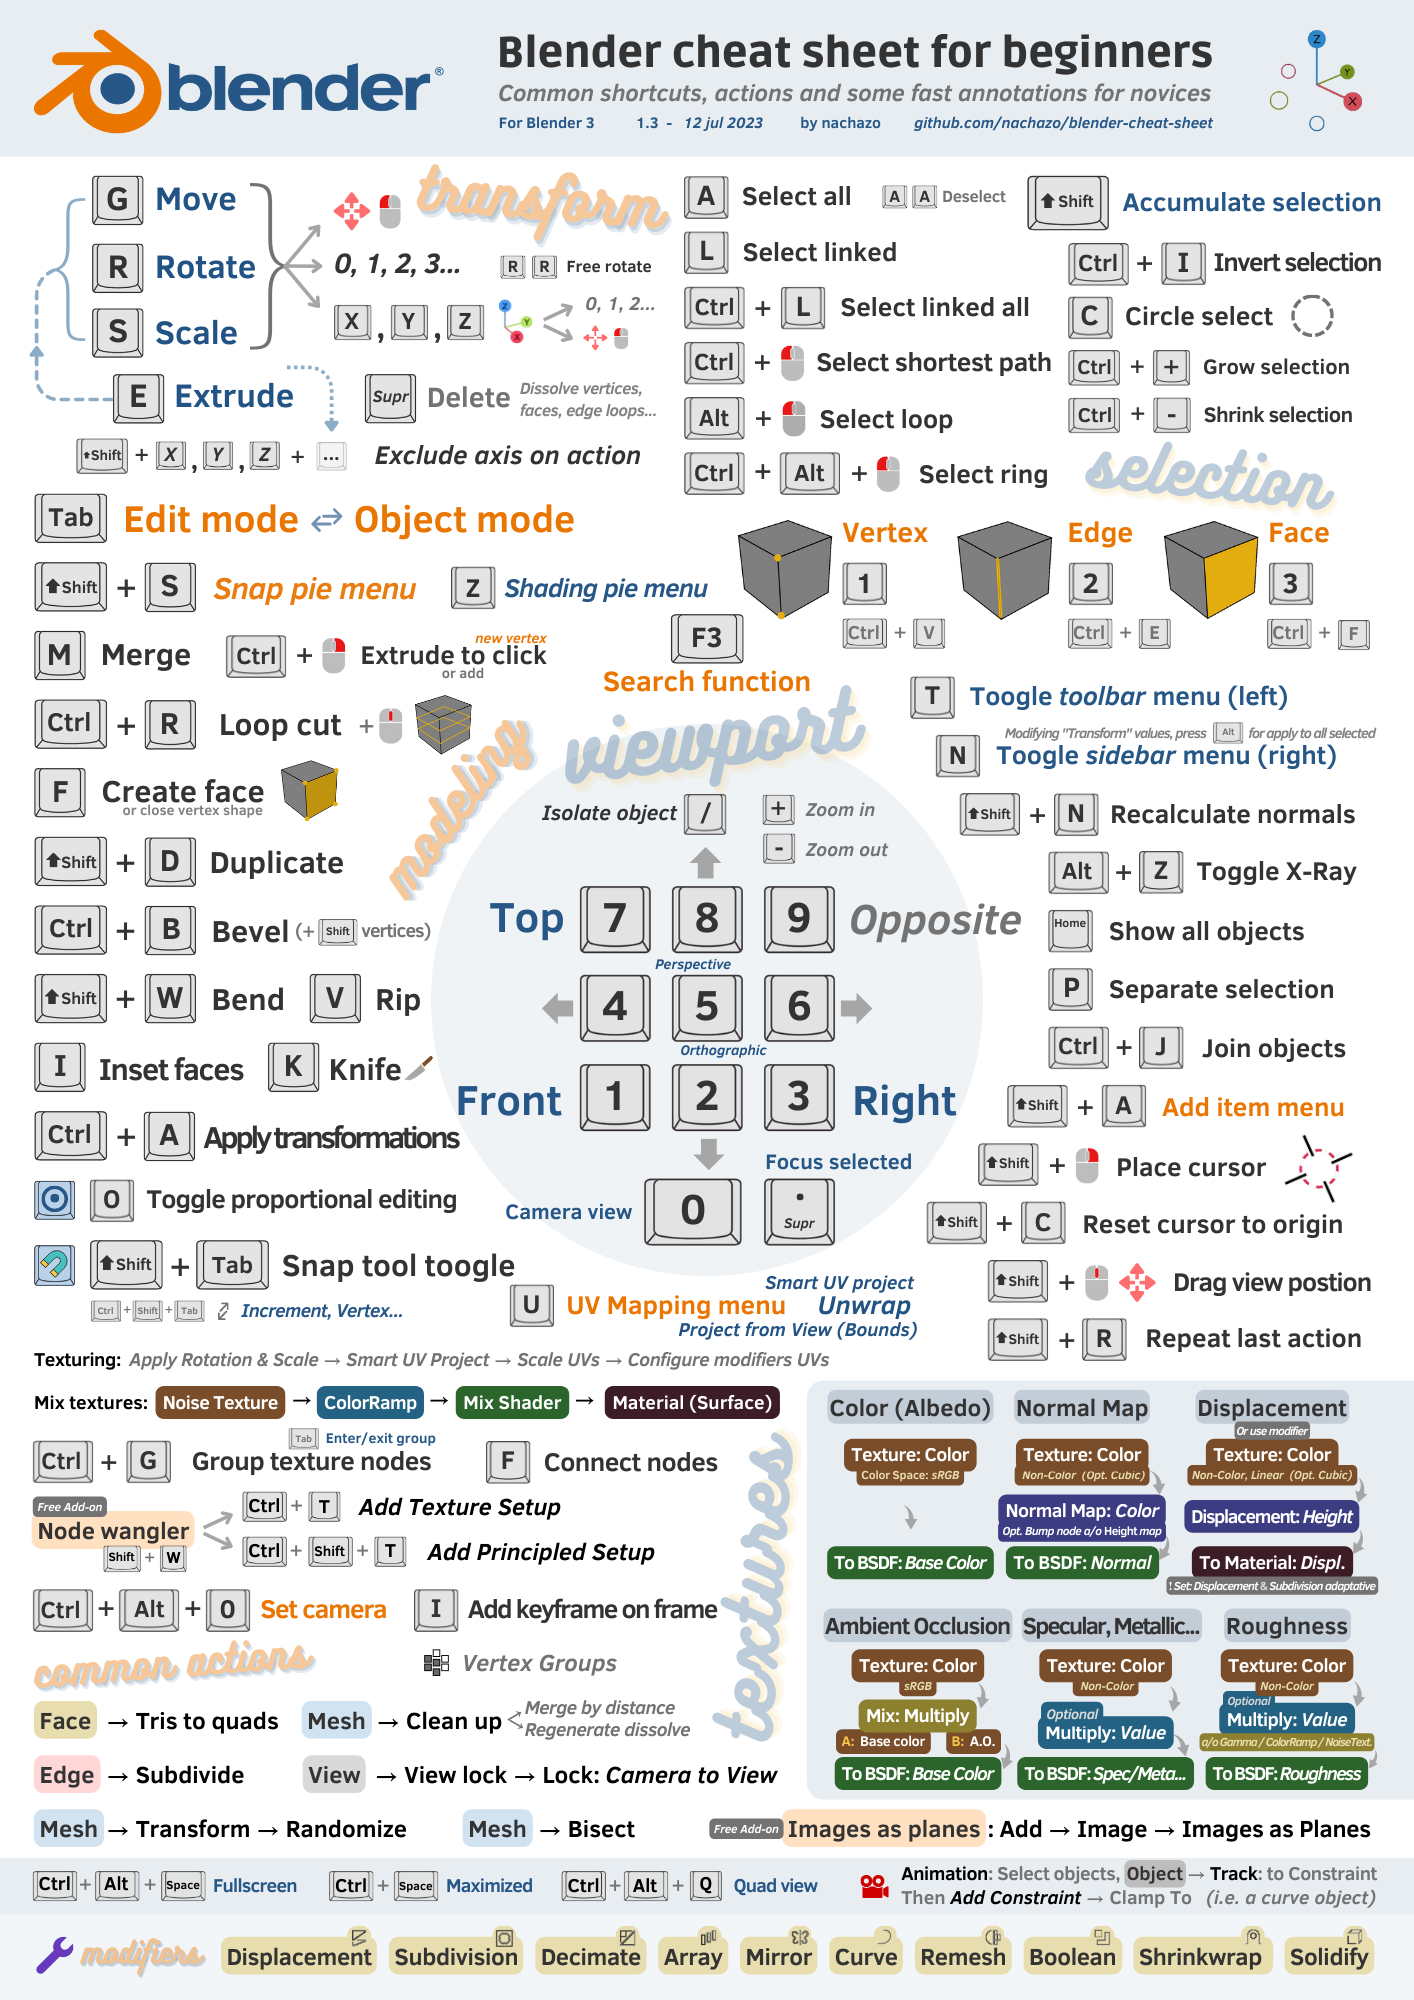 blender®
Blender cheat sheet for beginners
Common shortcuts, actions and some fast annotations for novices
For Blender 3 1.3 - 12 jul 2023 by nachazo github.com/nachazo/blender-cheat-sheet
Z
Y
X
transform
G Move
R Rotate
S Scale
0, 1, 2, 3...
R R Free rotate
X , Y , Z
Z Y X
0, 1, 2...
E Extrude
Supr Delete Dissolve vertices,
faces, edge loops...
Shift + X , Y , Z + ... Exclude axis on action
A Select all A A Deselect
Shift Accumulate selection
L Select linked
Ctrl + I Invert selection
Ctrl + L Select linked all
C Circle select
Ctrl + Select shortest path
Ctrl + + Grow selection
Alt + Select loop
Ctrl + - Shrink selection
Ctrl + Alt + Select ring
selection
Tab Edit mode ↔ Object mode
Vertex
1
Ctrl + V
Edge
2
Ctrl + E
Face
3
Ctrl + F
Shift + S Snap pie menu
Z Shading pie menu
F3
Search function
M Merge
Ctrl + Extrude to click
new vertex
or add
Ctrl + R Loop cut +
F Create face
or close vertex shape
modeling
Shift + D Duplicate
Ctrl + B Bevel (+ Shift vertices)
Shift + W Bend
V Rip
I Inset faces
K Knife
Ctrl + A Apply transformations
O Toggle proportional editing
Shift + Tab Snap tool toogle
Ctrl + Shift + Tab Increment, Vertex...
viewport
Isolate object /
+ Zoom in
- Zoom out
Top 7 8 9 Opposite
Perspective
4 5 6
Orthographic
Front 1 2 3 Right
Focus selected
Camera view 0 . Supr
T Toogle toolbar menu (left)
Modifying "Transform" values, press Alt for apply to all selected
N Toogle sidebar menu (right)
Shift + N Recalculate normals
Alt + Z Toggle X-Ray
Home Show all objects
P Separate selection
Ctrl + J Join objects
Shift + A Add item menu
Shift + Place cursor
Shift + C Reset cursor to origin
Shift + Drag view postion
Shift + R Repeat last action
U UV Mapping menu
Smart UV project
Unwrap
Project from View (Bounds)
Texturing: Apply Rotation & Scale → Smart UV Project → Scale UVs → Configure modifiers UVs
Mix textures: Noise Texture → ColorRamp → Mix Shader → Material (Surface)
Tab Enter/exit group
Ctrl + G Group texture nodes
F Connect nodes
Free Add-on
Node wangler
Shift + W
Ctrl + T Add Texture Setup
Ctrl + Shift + T Add Principled Setup
Ctrl + Alt + 0 Set camera
I Add keyframe on frame
textures
Color (Albedo)
Texture: Color
Color Space: sRGB
To BSDF: Base Color
Normal Map
Texture: Color
Non-Color (Opt. Cubic)
Normal Map: Color
Opt. Bump node a/o Height map
To BSDF: Normal
Displacement
Or use modifier
Texture: Color
Non-Color, Linear (Opt. Cubic)
Displacement: Height
To Material: Displ.
! Set: Displacement & Subdivision adaptative
Ambient Occlusion
Texture: Color
sRGB
Mix: Multiply
A: Base color B: A.O.
To BSDF: Base Color
Specular, Metallic...
Texture: Color
Non-Color
Optional
Multiply: Value
To BSDF: Spec/Meta...
Roughness
Texture: Color
Non-Color
Optional
Multiply: Value
a/o Gamma / ColorRamp / NoiseText.
To BSDF: Roughness
common actions
Vertex Groups
Face → Tris to quads
Mesh → Clean up
Merge by distance
Regenerate dissolve
Edge → Subdivide
View → View lock → Lock: Camera to View
Mesh → Transform → Randomize
Mesh → Bisect
Free Add-on Images as planes : Add → Image → Images as Planes
Ctrl + Alt + Space Fullscreen
Ctrl + Space Maximized
Ctrl + Alt + Q Quad view
Animation: Select objects, Object → Track: to Constraint
Then Add Constraint → Clamp To (i.e. a curve object)
modifiers Displacement Subdivision Decimate Array Mirror Curve Remesh Boolean Shrinkwrap Solidify